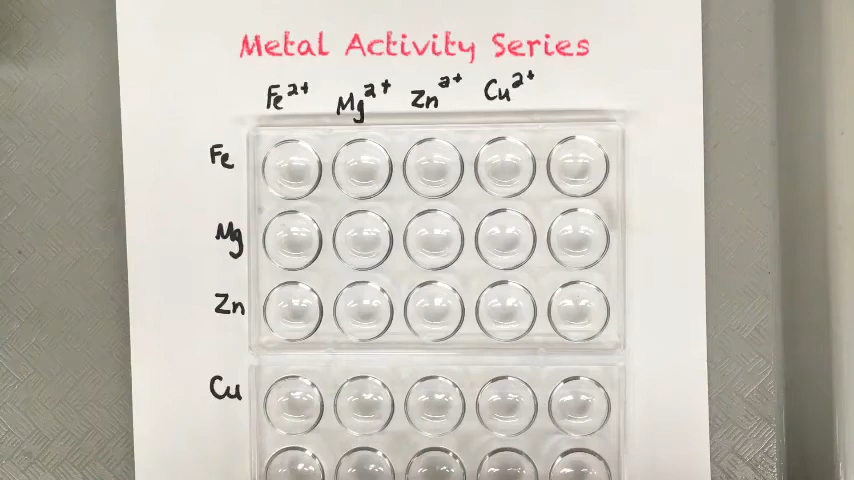 Metal Activity Series
Fe²⁺ Mg²⁺ Zn²⁺ Cu²⁺
Fe
Mg
Zn
Cu